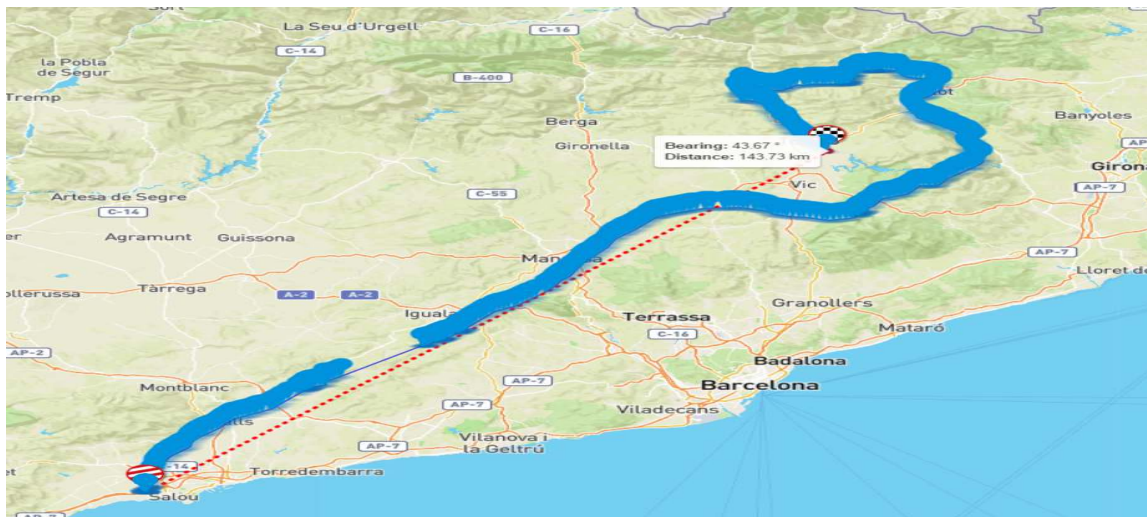 La Seu d'Urgell
C-16
C-14
la Pobla
de Segur
B-400
Tremp
Berga
Gironella
Banyoles
Bearing: 43.67 °
Distance: 143.73 km
Vic
Girona
AP-7
C-55
Artesa de Segre
C-14
Agramunt
Guissona
Tàrrega
A-2
A-2
AP-7
Lloret de
Granollers
Terrassa
C-16
Mataró
AP-2
Badalona
Montblanc
AP-7
Barcelona
Viladecans
AP-7
Vilanova i
la Geltrú
Torredembarra
Salou
AP-7